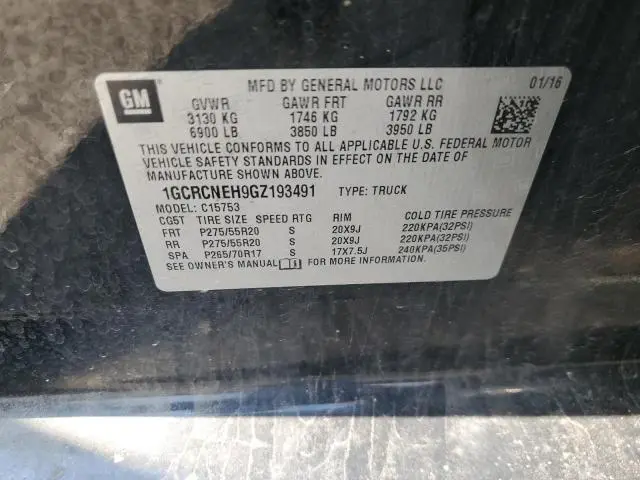 GM
MFD BY GENERAL MOTORS LLC 01/16
GVWR GAWR FRT GAWR RR
3130 KG 1746 KG 1792 KG
6900 LB 3850 LB 3950 LB
THIS VEHICLE CONFORMS TO ALL APPLICABLE U.S. FEDERAL MOTOR
VEHICLE SAFETY STANDARDS IN EFFECT ON THE DATE OF
MANUFACTURE SHOWN ABOVE.
1GCRCNEH9GZ193491 TYPE: TRUCK
MODEL: C15753
CG5T TIRE SIZE SPEED RTG RIM COLD TIRE PRESSURE
FRT P275/55R20 S 20X9J 220KPA(32PSI)
RR P275/55R20 S 20X9J 220KPA(32PSI)
SPA P265/70R17 S 17X7.5J 240KPA(35PSI)
SEE OWNER'S MANUAL FOR MORE INFORMATION.